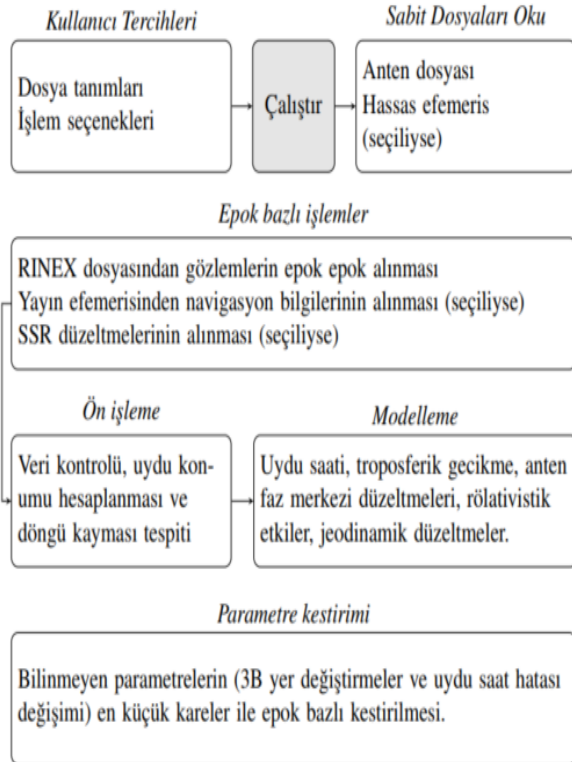 Kullanıcı Tercihleri
Dosya tanımları
İşlem seçenekleri
Çalıştır
Sabit Dosyaları Oku
Anten dosyası
Hassas efemeris
(seçiliyse)
Epok bazlı işlemler
RINEX dosyasından gözlemlerin epok epok alınması
Yayın efemerisinden navigasyon bilgilerinin alınması (seçiliyse)
SSR düzeltmelerinin alınması (seçiliyse)
Ön işleme
Veri kontrolü, uydu kon-
umu hesaplanması ve
döngü kayması tespiti
Modelleme
Uydu saati, troposferik gecikme, anten
faz merkezi düzeltmeleri, rölativistik
etkiler, jeodinamik düzeltmeler.
Parametre kestirimi
Bilinmeyen parametrelerin (3B yer değiştirmeler ve uydu saat hatası
değişimi) en küçük kareler ile epok bazlı kestirilmesi.